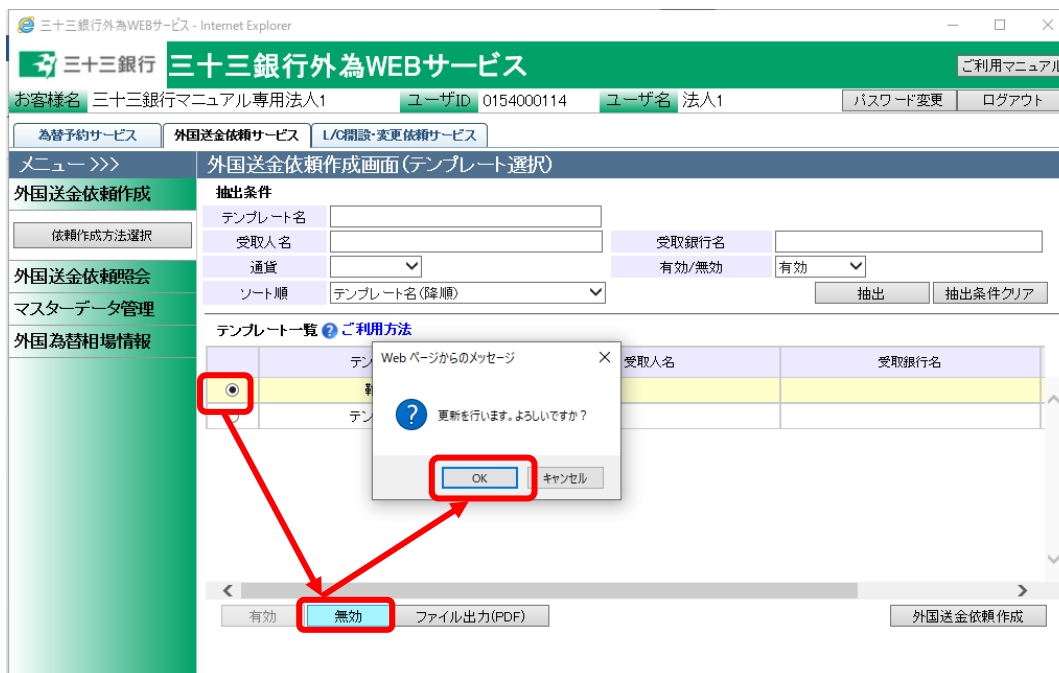 三十三銀行外為WEBサービス - Internet Explorer
三十三銀行 三十三銀行外為WEBサービス ご利用マニュアル
お客様名 三十三銀行マニュアル専用法人1 ユーザID 0154000114 ユーザ名 法人1 パスワード変更 ログアウト
為替予約サービス 外国送金依頼サービス L/C開設・変更依頼サービス
メニュー >>>
外国送金依頼作成
依頼作成方法選択
外国送金依頼照会
マスターデータ管理
外国為替相場情報
外国送金依頼作成画面(テンプレート選択)
抽出条件
テンプレート名
受取人名 受取銀行名
通貨 有効/無効 有効
ソート順 テンプレート名(降順) 抽出 抽出条件クリア
テンプレート一覧 ? ご利用方法
テン 受取人名 受取銀行名
テン
Web ページからのメッセージ
更新を行います。よろしいですか?
OK キャンセル
有効 無効 ファイル出力(PDF) 外国送金依頼作成